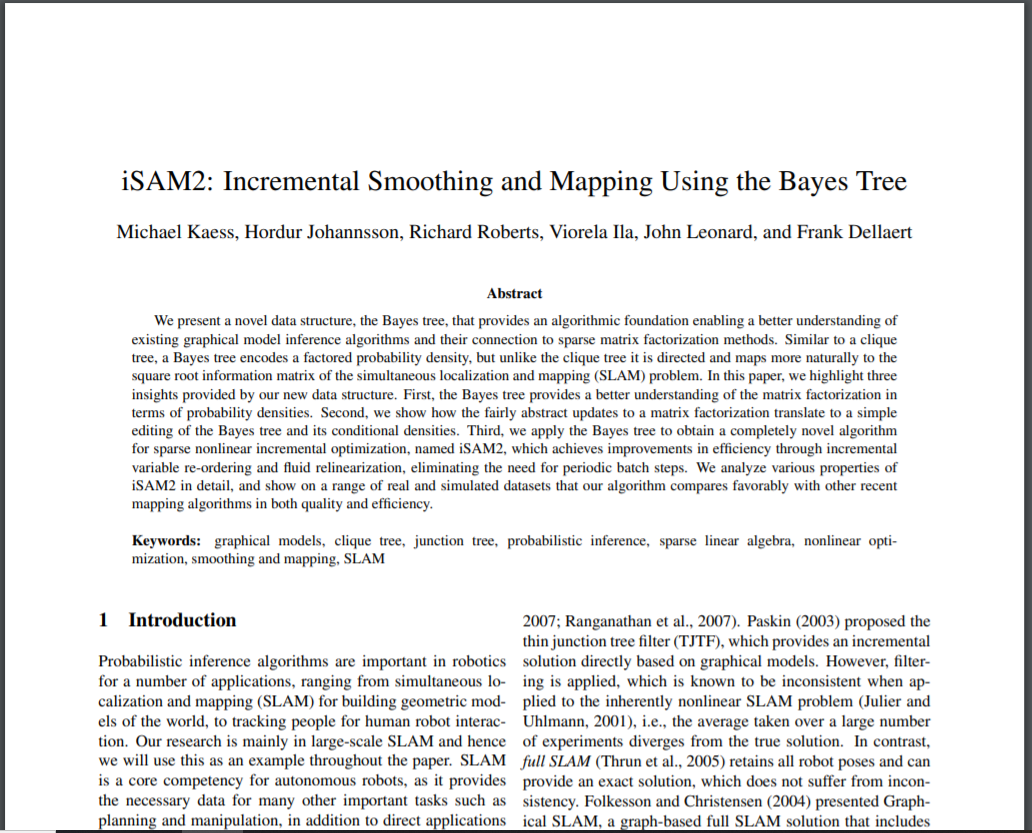 iSAM2: Incremental Smoothing and Mapping Using the Bayes Tree
Michael Kaess, Hordur Johannsson, Richard Roberts, Viorela Ila, John Leonard, and Frank Dellaert
Abstract
We present a novel data structure, the Bayes tree, that provides an algorithmic foundation enabling a better understanding of
existing graphical model inference algorithms and their connection to sparse matrix factorization methods. Similar to a clique
tree, a Bayes tree encodes a factored probability density, but unlike the clique tree it is directed and maps more naturally to the
square root information matrix of the simultaneous localization and mapping (SLAM) problem. In this paper, we highlight three
insights provided by our new data structure. First, the Bayes tree provides a better understanding of the matrix factorization in
terms of probability densities. Second, we show how the fairly abstract updates to a matrix factorization translate to a simple
editing of the Bayes tree and its conditional densities. Third, we apply the Bayes tree to obtain a completely novel algorithm
for sparse nonlinear incremental optimization, named iSAM2, which achieves improvements in efficiency through incremental
variable re-ordering and fluid relinearization, eliminating the need for periodic batch steps. We analyze various properties of
iSAM2 in detail, and show on a range of real and simulated datasets that our algorithm compares favorably with other recent
mapping algorithms in both quality and efficiency.
Keywords: graphical models, clique tree, junction tree, probabilistic inference, sparse linear algebra, nonlinear opti-
mization, smoothing and mapping, SLAM
1 Introduction
Probabilistic inference algorithms are important in robotics
for a number of applications, ranging from simultaneous lo-
calization and mapping (SLAM) for building geometric mod-
els of the world, to tracking people for human robot interac-
tion. Our research is mainly in large-scale SLAM and hence
we will use this as an example throughout the paper. SLAM
is a core competency for autonomous robots, as it provides
the necessary data for many other important tasks such as
planning and manipulation, in addition to direct applications
2007; Ranganathan et al., 2007). Paskin (2003) proposed the
thin junction tree filter (TJTF), which provides an incremental
solution directly based on graphical models. However, filter-
ing is applied, which is known to be inconsistent when ap-
plied to the inherently nonlinear SLAM problem (Julier and
Uhlmann, 2001), i.e., the average taken over a large number
of experiments diverges from the true solution. In contrast,
full SLAM (Thrun et al., 2005) retains all robot poses and can
provide an exact solution, which does not suffer from incon-
sistency. Folkesson and Christensen (2004) presented Graph-
ical SLAM, a graph-based full SLAM solution that includes